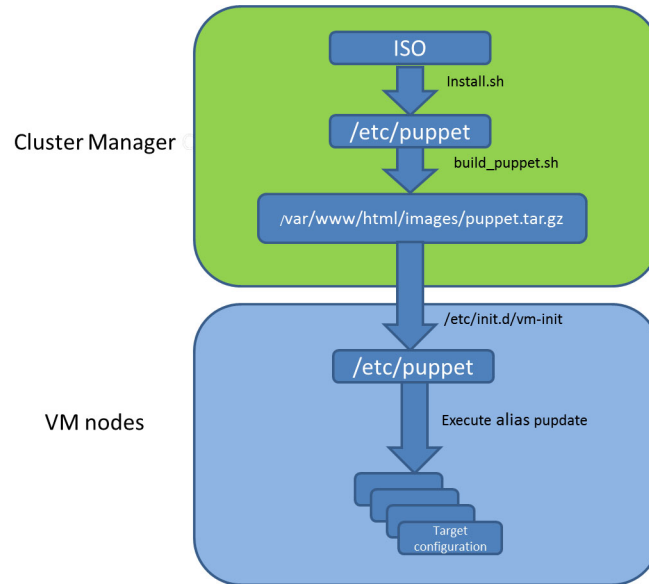 ISO
Install.sh
/etc/puppet
Cluster Manager
build_puppet.sh
/var/www/html/images/puppet.tar.gz
/etc/init.d/vm-init
/etc/puppet
VM nodes
Execute alias pupdate
Target
configuration